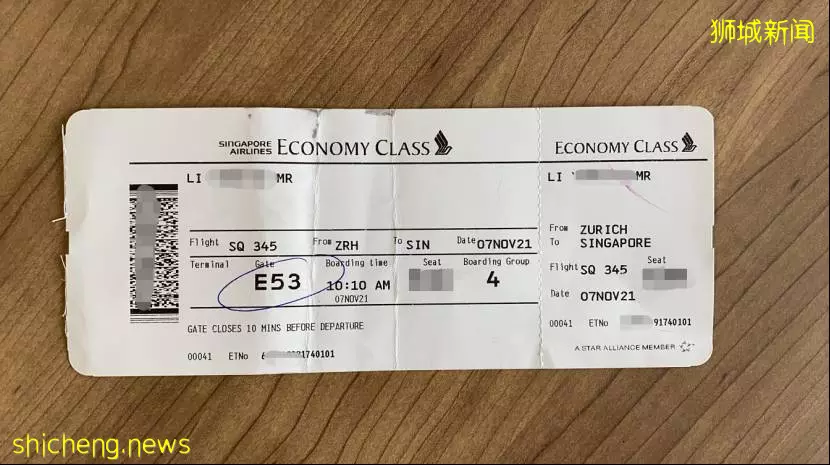 狮城新闻
SINGAPORE AIRLINES ECONOMY CLASS
LI MR
Flight SQ 345 From ZRH To SIN Date 07NOV21
Terminal Gate Boarding time Seat Boarding Group
E53 10:10 AM 4
07NOV21
GATE CLOSES 10 MINS BEFORE DEPARTURE
00041 ETNo 91740101
ECONOMY CLASS
LI MR
From ZURICH
To SINGAPORE
Flight SQ 345 Seat
Date 07NOV21
00041 ETNo 91740101
A STAR ALLIANCE MEMBER
shicheng.news